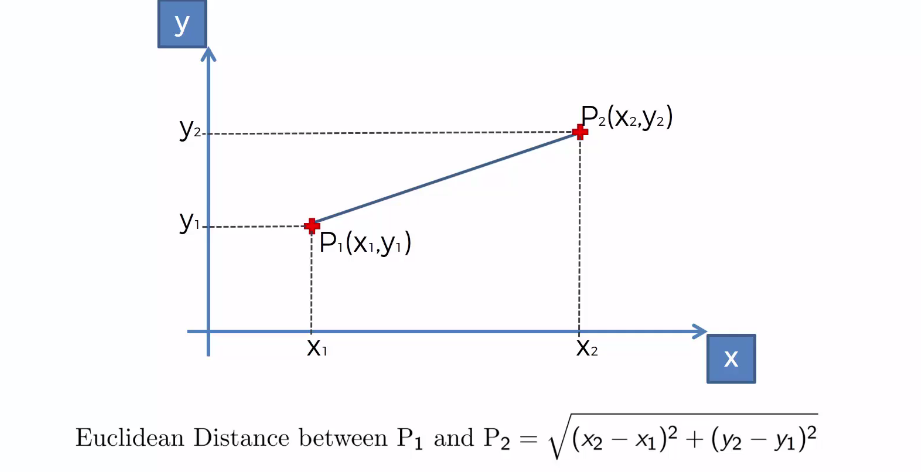 y
y₂
P₂(x₂,y₂)
y₁
P₁(x₁,y₁)
x₁
x₂
x
Euclidean Distance between P₁ and P₂ = √(x₂ − x₁)² + (y₂ − y₁)²